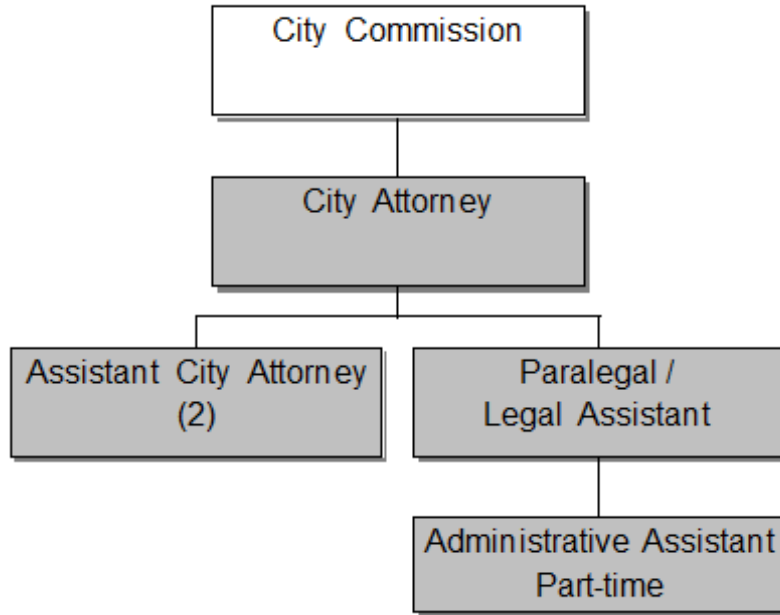 City Commission
City Attorney
Assistant City Attorney
(2)
Paralegal /
Legal Assistant
Administrative Assistant
Part-time